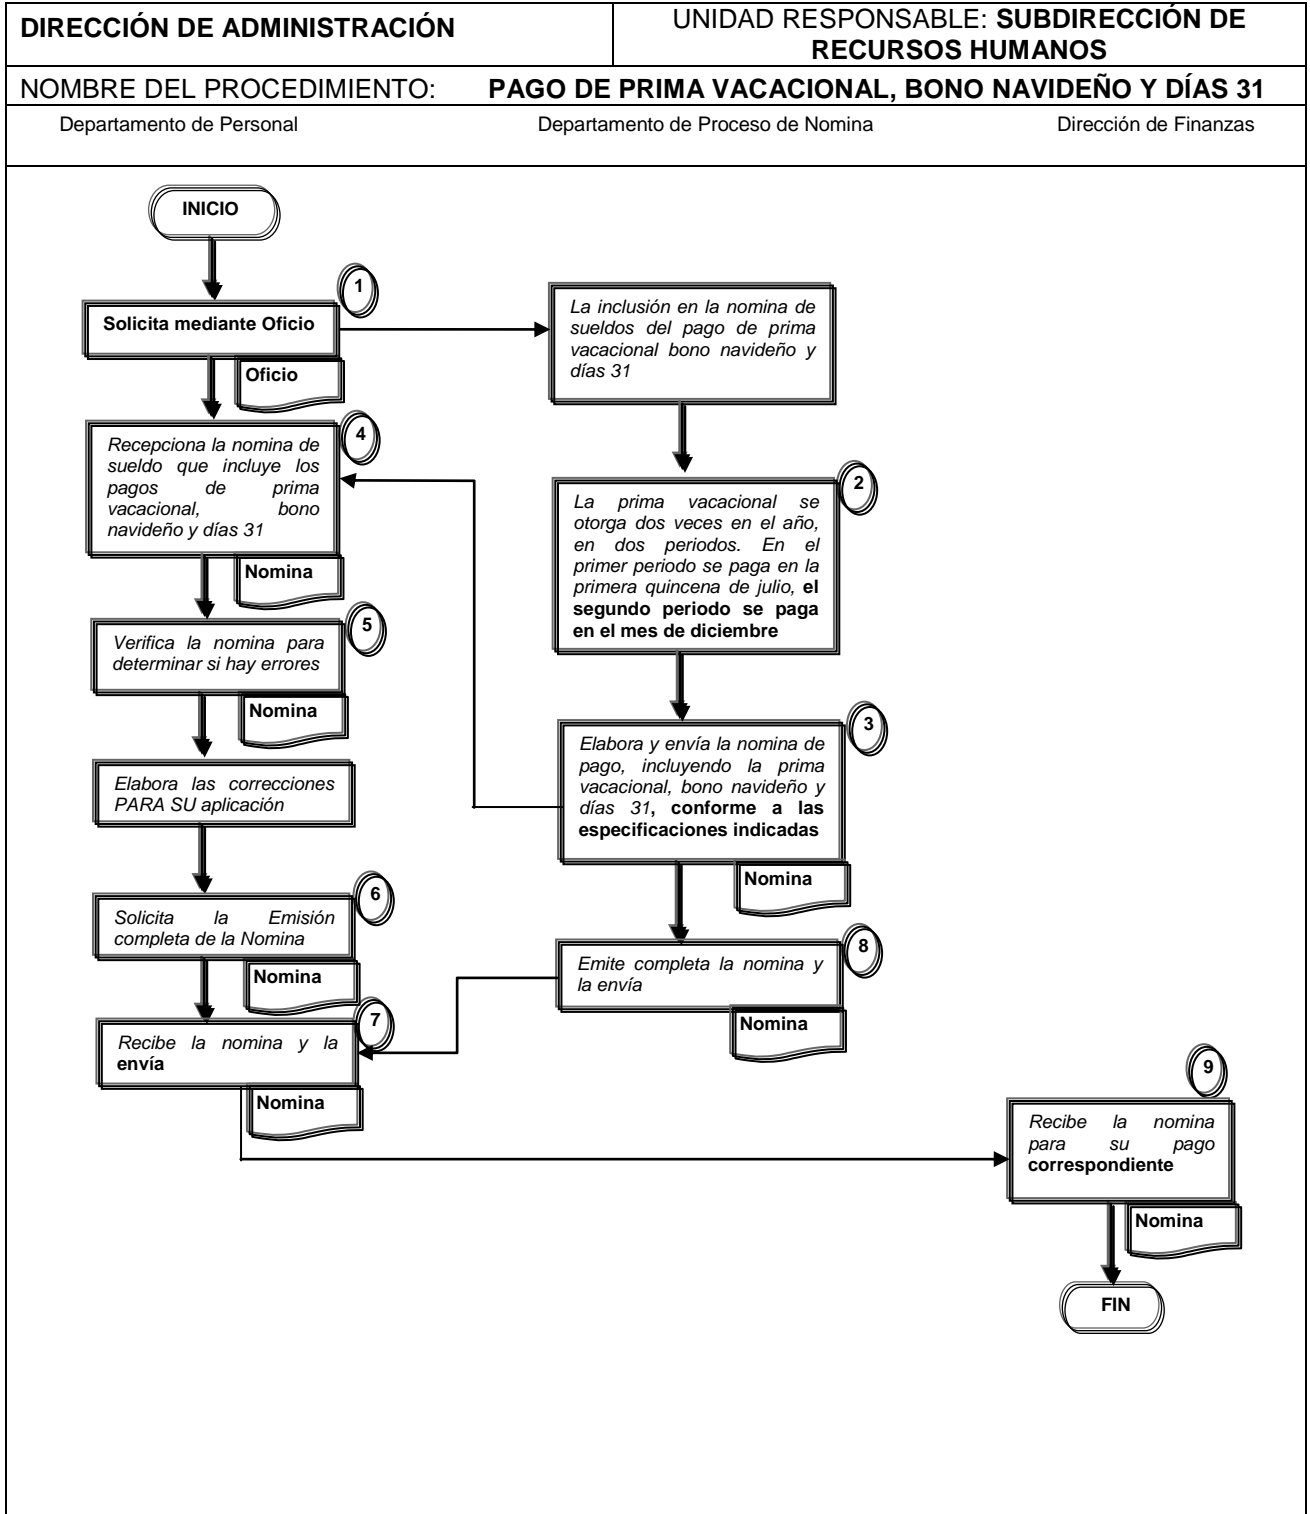 DIRECCIÓN DE ADMINISTRACIÓN
UNIDAD RESPONSABLE: SUBDIRECCIÓN DE
RECURSOS HUMANOS
NOMBRE DEL PROCEDIMIENTO: PAGO DE PRIMA VACACIONAL, BONO NAVIDEÑO Y DÍAS 31
Departamento de Personal
Departamento de Proceso de Nomina
Dirección de Finanzas
INICIO
1
Solicita mediante Oficio
Oficio
La inclusión en la nomina de
sueldos del pago de prima
vacacional bono navideño y
días 31
4
Recepciona la nomina de
sueldo que incluye los
pagos de prima
vacacional, bono
navideño y días 31
Nomina
2
La prima vacacional se
otorga dos veces en el año,
en dos periodos. En el
primer periodo se paga en la
primera quincena de julio, el
segundo periodo se paga
en el mes de diciembre
5
Verifica la nomina para
determinar si hay errores
Nomina
3
Elabora y envía la nomina de
pago, incluyendo la prima
vacacional, bono navideño y
días 31, conforme a las
especificaciones indicadas
Nomina
Elabora las correcciones
PARA SU aplicación
6
Solicita la Emisión
completa de la Nomina
Nomina
8
Emite completa la nomina y
la envía
Nomina
7
Recibe la nomina y la
envía
Nomina
9
Recibe la nomina
para su pago
correspondiente
Nomina
FIN